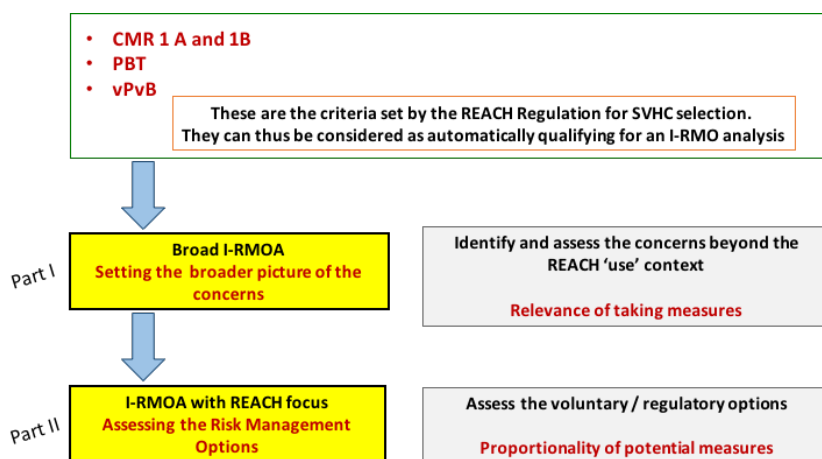 • CMR 1 A and 1B
• PBT
• vPvB
These are the criteria set by the REACH Regulation for SVHC selection.
They can thus be considered as automatically qualifying for an I-RMO analysis
Part I
Broad I-RMOA
Setting the broader picture of the
concerns
Identify and assess the concerns beyond the
REACH ‘use’ context
Relevance of taking measures
Part II
I-RMOA with REACH focus
Assessing the Risk Management
Options
Assess the voluntary / regulatory options
Proportionality of potential measures